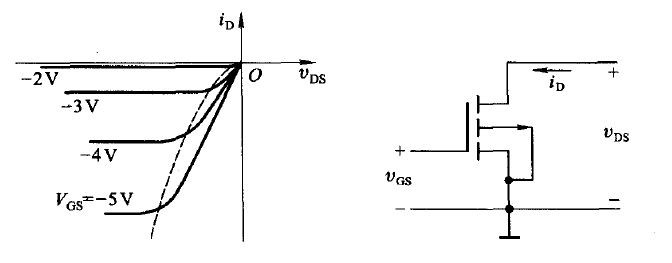 i_D
O
v_DS
−2V
−3V
−4V
V_GS=−5V
i_D
+
v_DS
+
v_GS
−
−